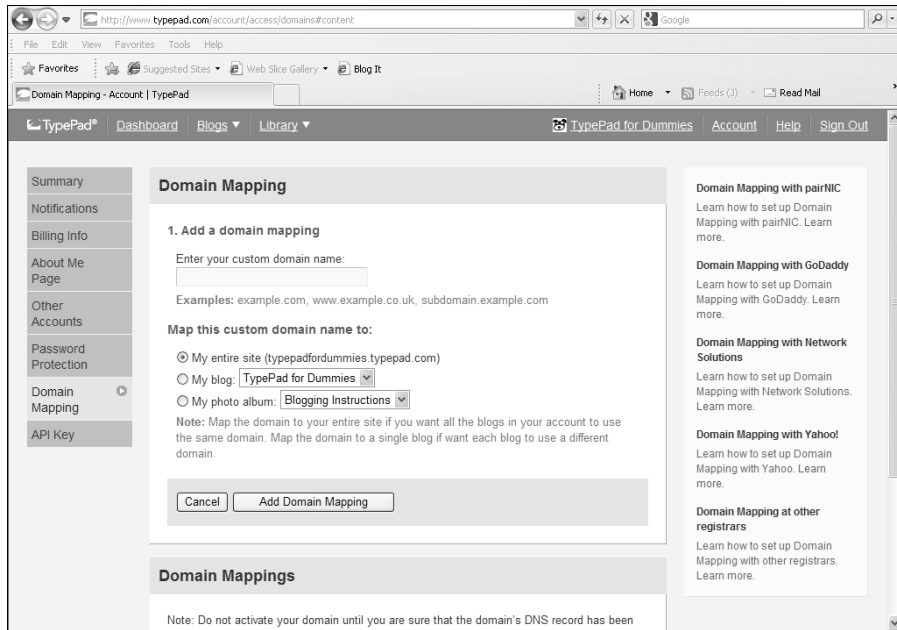 http://www.typepad.com/account/access/domains#content
Google
File Edit View Favorites Tools Help
Favorites Suggested Sites Web Slice Gallery Blog It
Domain Mapping - Account | TypePad
Home Feeds (J) Read Mail
TypePad® Dashboard Blogs Library TypePad for Dummies Account Help Sign Out
Summary
Notifications
Billing Info
About Me
Page
Other
Accounts
Password
Protection
Domain
Mapping
API Key
Domain Mapping
1. Add a domain mapping
Enter your custom domain name:
Examples: example.com, www.example.co.uk, subdomain.example.com
Map this custom domain name to:
My entire site (typepadfordummies.typepad.com)
My blog: TypePad for Dummies
My photo album: Blogging Instructions
Note: Map the domain to your entire site if you want all the blogs in your account to use
the same domain. Map the domain to a single blog if want each blog to use a different
domain.
Cancel Add Domain Mapping
Domain Mappings
Note: Do not activate your domain until you are sure that the domain's DNS record has been
Domain Mapping with pairNIC
Learn how to set up Domain
Mapping with pairNIC. Learn
more.
Domain Mapping with GoDaddy
Learn how to set up Domain
Mapping with GoDaddy. Learn
more.
Domain Mapping with Network
Solutions
Learn how to set up Domain
Mapping with Network Solutions.
Learn more.
Domain Mapping with Yahoo!
Learn how to set up Domain
Mapping with Yahoo. Learn
more.
Domain Mapping at other
registrars
Learn how to set up Domain
Mapping with other registrars.
Learn more.